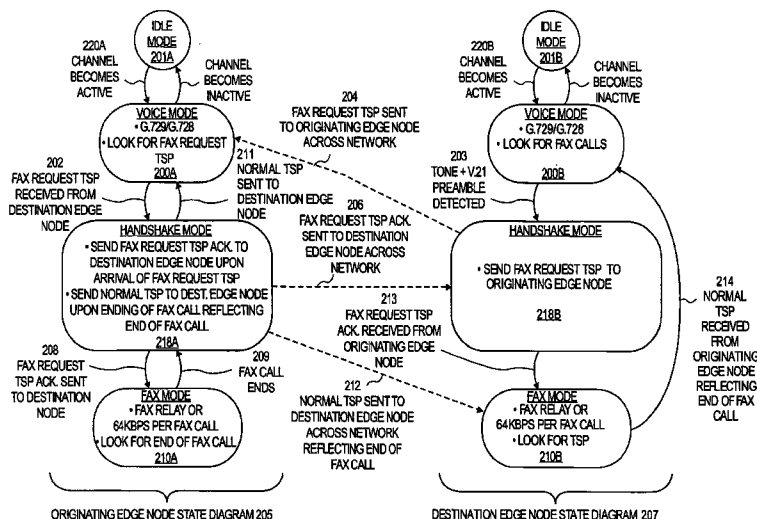 IDLE
MODE
201A
220A
CHANNEL
BECOMES
ACTIVE
CHANNEL
BECOMES
INACTIVE
VOICE MODE
• G.729/G.728
• LOOK FOR FAX REQUEST
TSP
200A
202
FAX REQUEST TSP
RECEIVED FROM
DESTINATION EDGE
NODE
211
NORMAL TSP
SENT TO
DESTINATION EDGE
NODE
HANDSHAKE MODE
• SEND FAX REQUEST TSP ACK. TO
DESTINATION EDGE NODE UPON
ARRIVAL OF FAX REQUEST TSP
• SEND NORMAL TSP TO DEST. EDGE NODE
UPON ENDING OF FAX CALL REFLECTING
END OF FAX CALL
218A
208
FAX REQUEST
TSP ACK. SENT
TO DESTINATION
NODE
209
FAX CALL
ENDS
FAX MODE
• FAX RELAY OR
64KBPS PER FAX CALL
• LOOK FOR END OF FAX CALL
210A
ORIGINATING EDGE NODE STATE DIAGRAM 205
204
FAX REQUEST TSP SENT
TO ORIGINATING EDGE NODE
ACROSS NETWORK
206
FAX REQUEST TSP ACK.
SENT TO DESTINATION
EDGE NODE ACROSS
NETWORK
213
FAX REQUEST TSP
ACK. RECEIVED FROM
ORIGINATING EDGE
NODE
212
NORMAL TSP SENT TO
DESTINATION EDGE NODE
ACROSS NETWORK
REFLECTING END OF
FAX CALL
IDLE
MODE
201B
220B
CHANNEL
BECOMES
ACTIVE
CHANNEL
BECOMES
INACTIVE
VOICE MODE
• G.729/G.728
• LOOK FOR FAX CALLS
200B
203
TONE + V.21
PREAMBLE
DETECTED
HANDSHAKE MODE
• SEND FAX REQUEST TSP TO
ORIGINATING EDGE NODE
218B
FAX MODE
• FAX RELAY OR
64KBPS PER FAX CALL
• LOOK FOR TSP
210B
214
NORMAL
TSP
RECEIVED
FROM
ORIGINATING
EDGE NODE
REFLECTING
END OF FAX
CALL
DESTINATION EDGE NODE STATE DIAGRAM 207